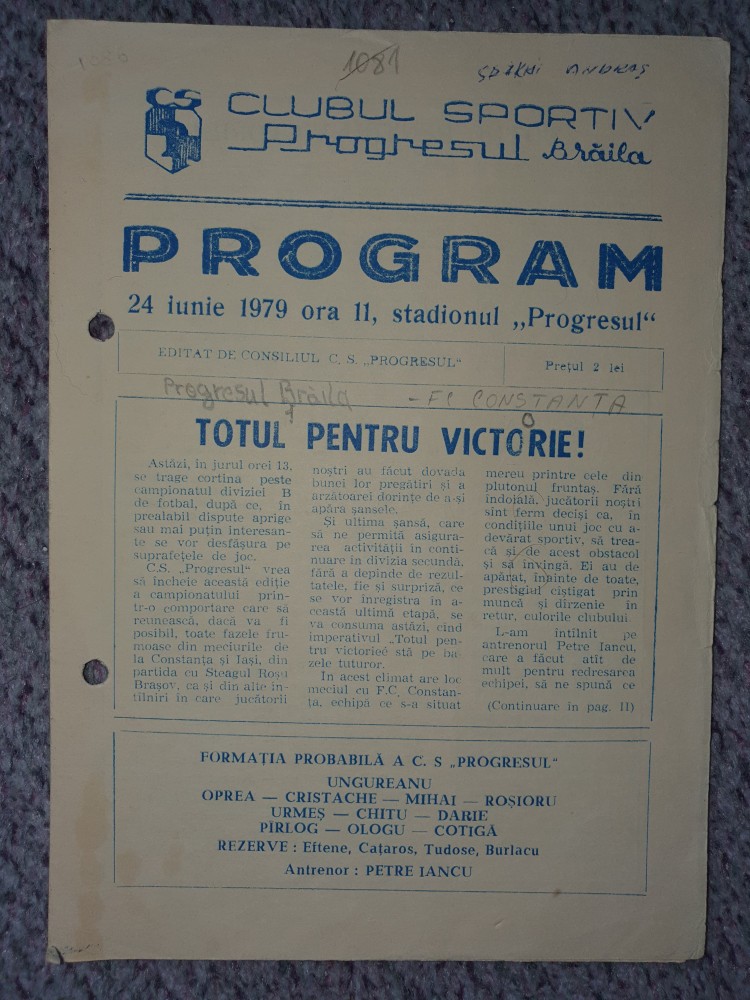 1080
1081
CS
CLUBUL SPORTIV
Progresul Brăila
PROGRAM
24 iunie 1979 ora 11, stadionul „Progresul“
EDITAT DE CONSILIUL C. S. „PROGRESUL“
Prețul 2 lei
Progresul Brăila - FC CONSTANTA
TOTUL PENTRU VICTORIE!
Astăzi, în jurul orei 13,
se trage cortina peste
campionatul diviziei B
de fotbal, după ce, în
prealabil dispute aprige
sau mai puțin interesan-
te se vor desfășura pe
suprafețele de joc.
C.S. „Progresul“ vrea
să încheie această ediție
a campionatului prin-
tr-o comportare care să
reunească, dacă va fi
posibil, toate fazele fru-
moase din meciurile de
la Constanța și Iași, din
partida cu Steagul Roșu
Brașov, ca și din alte în-
tîlniri în care jucătorii
noștri au făcut dovada
bunei lor pregătiri și a
arzătoarei dorințe de a-și
apăra șansele.
Și ultima șansă, care
să ne permită asigura-
rea activității în conti-
nuare în divizia secundă,
fără a depinde de rezul-
tatele, fie și surpriză, ce
se vor înregistra în a-
ceastă ultimă etapă, se
va consuma astăzi, cînd
imperativul „Totul pen-
tru victorieé stă pe ba-
zele tuturor.
In acest climat are loc
meciul cu F.C. Constan-
ța, echipă ce s-a situat
mereu printre cele din
plutonul fruntaș. Fără
îndoială, jucătorii noștri
sînt ferm deciși ca, în
condițiile unui joc cu a-
devărat sportiv, să trea-
că și de acest obstacol
și să învingă. Ei au de
apărat, înainte de toate,
prestigiul cîștigat prin
muncă și dîrzenie în
retur, culorile clubului.
L-am întîlnit pe
antrenorul Petre Iancu,
care a făcut atît de
mult pentru redresarea
echipei, să ne spună ce
(Continuare în pag. II)
FORMAȚIA PROBABILĂ A C. S „PROGRESUL“
UNGUREANU
OPREA — CRISTACHE — MIHAI — ROȘIORU
URMEȘ — CHITU — DARIE
PÎRLOG — OLOGU — COTIGĂ
REZERVE : Eftene, Cataros, Tudose, Burlacu
Antrenor : PETRE IANCU